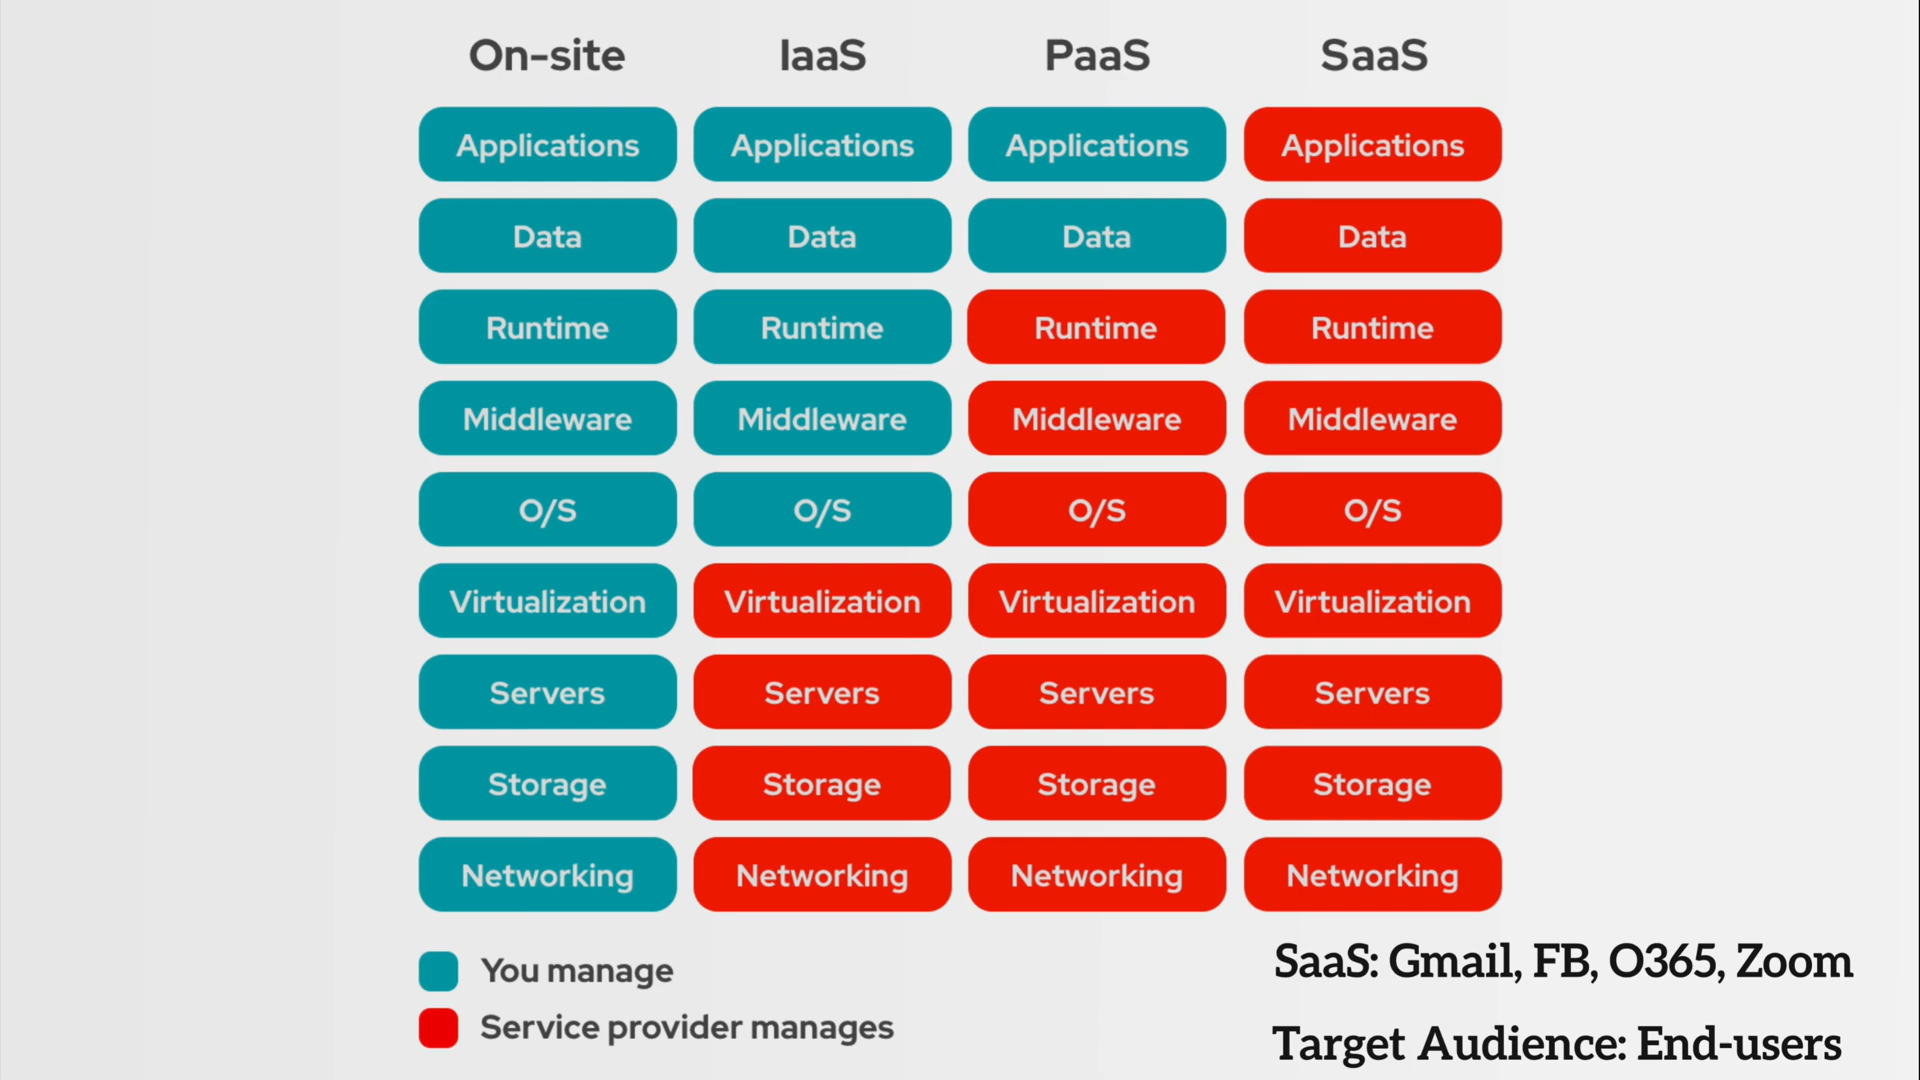 On-site IaaS PaaS SaaS
Applications Applications Applications Applications
Data Data Data Data
Runtime Runtime Runtime Runtime
Middleware Middleware Middleware Middleware
O/S O/S O/S O/S
Virtualization Virtualization Virtualization Virtualization
Servers Servers Servers Servers
Storage Storage Storage Storage
Networking Networking Networking Networking
You manage
Service provider manages
SaaS: Gmail, FB, O365, Zoom
Target Audience: End-users